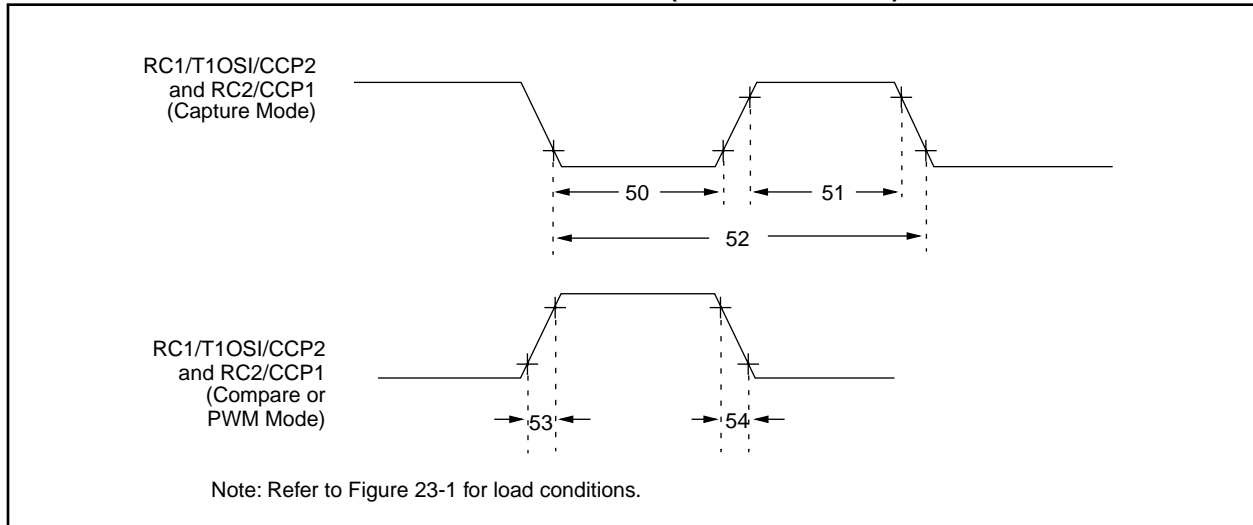 RC1/T1OSI/CCP2
and RC2/CCP1
(Capture Mode)
50
51
52
RC1/T1OSI/CCP2
and RC2/CCP1
(Compare or
PWM Mode)
53
54
Note: Refer to Figure 23-1 for load conditions.